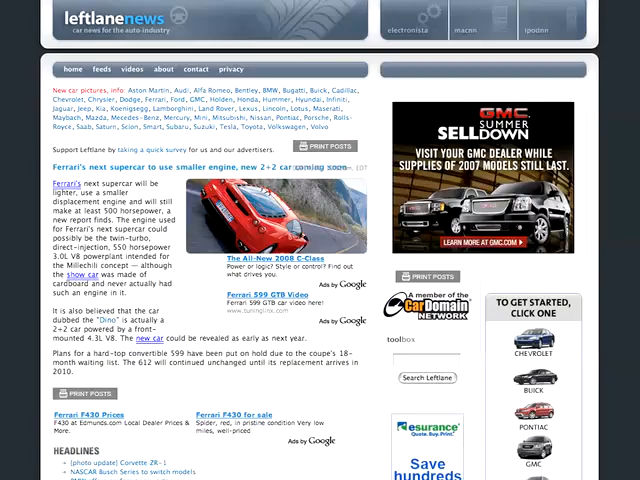 leftlanenews
car news for the auto-industry
electronista
macnn
ipodnn
home feeds videos about contact privacy
New car pictures, info: Aston Martin, Audi, Alfa Romeo, Bentley, BMW, Bugatti, Buick, Cadillac,
Chevrolet, Chrysler, Dodge, Ferrari, Ford, GMC, Holden, Honda, Hummer, Hyundai, Infiniti,
Jaguar, Jeep, Kia, Koenigsegg, Lamborghini, Land Rover, Lexus, Lincoln, Lotus, Maserati,
Maybach, Mazda, Mercedes-Benz, Mercury, Mini, Mitsubishi, Nissan, Pontiac, Porsche, Rolls-
Royce, Saab, Saturn, Scion, Smart, Subaru, Suzuki, Tesla, Toyota, Volkswagen, Volvo
Support Leftlane by taking a quick survey for us and our advertisers.
PRINT POSTS
Ferrari's next supercar to use smaller engine, new 2+2 car coming soon
EDT
Ferrari's next supercar will be
lighter, use a smaller
displacement engine and will still
make at least 500 horsepower, a
new report finds. The engine used
for Ferrari's next supercar could
possibly be the twin-turbo,
direct-injection, 550 horsepower
3.0L V8 powerplant intended for
the Millechili concept — although
the show car was made of
cardboard and never actually had
such an engine in it.
The All-New 2008 C-Class
Power or logic? Style or control? Find out
what drives you.
Ads by Google
Ferrari 599 GTB Video
Ferrari 599 GTB car video here!
www.tuninglinx.com
Ads by Google
It is also believed that the car
dubbed the "Dino" is actually a
2+2 powered by a front-
mounted 4.3L V8. The new car could be revealed as early as next year.
Plans for a hard-top convertible 599 have been put on hold due to the coupe's 18-
month waiting list. The 612 will continued unchanged until its replacement arrives in
2010.
PRINT POSTS
Ferrari F430 Prices
F430 at Edmunds.com Local Dealer Prices &
More.
Ferrari F430 for sale
Spider, red, in pristine condition Very low
miles, well-priced
Ads by Google
HEADLINES
(photo update) Corvette ZR-1
NASCAR Busch Series to switch models
GMC
SUMMER
SELLDOWN
VISIT YOUR GMC DEALER WHILE
SUPPLIES OF 2007 MODELS STILL LAST.
LEARN MORE AT GMC.COM
PRINT POSTS
A member of the
CarDomain
NETWORK
toolbox
Search Leftlane
esurance
Quote. Buy. Print.
Save
hundreds
TO GET STARTED,
CLICK ONE
CHEVROLET
BUICK
PONTIAC
GMC